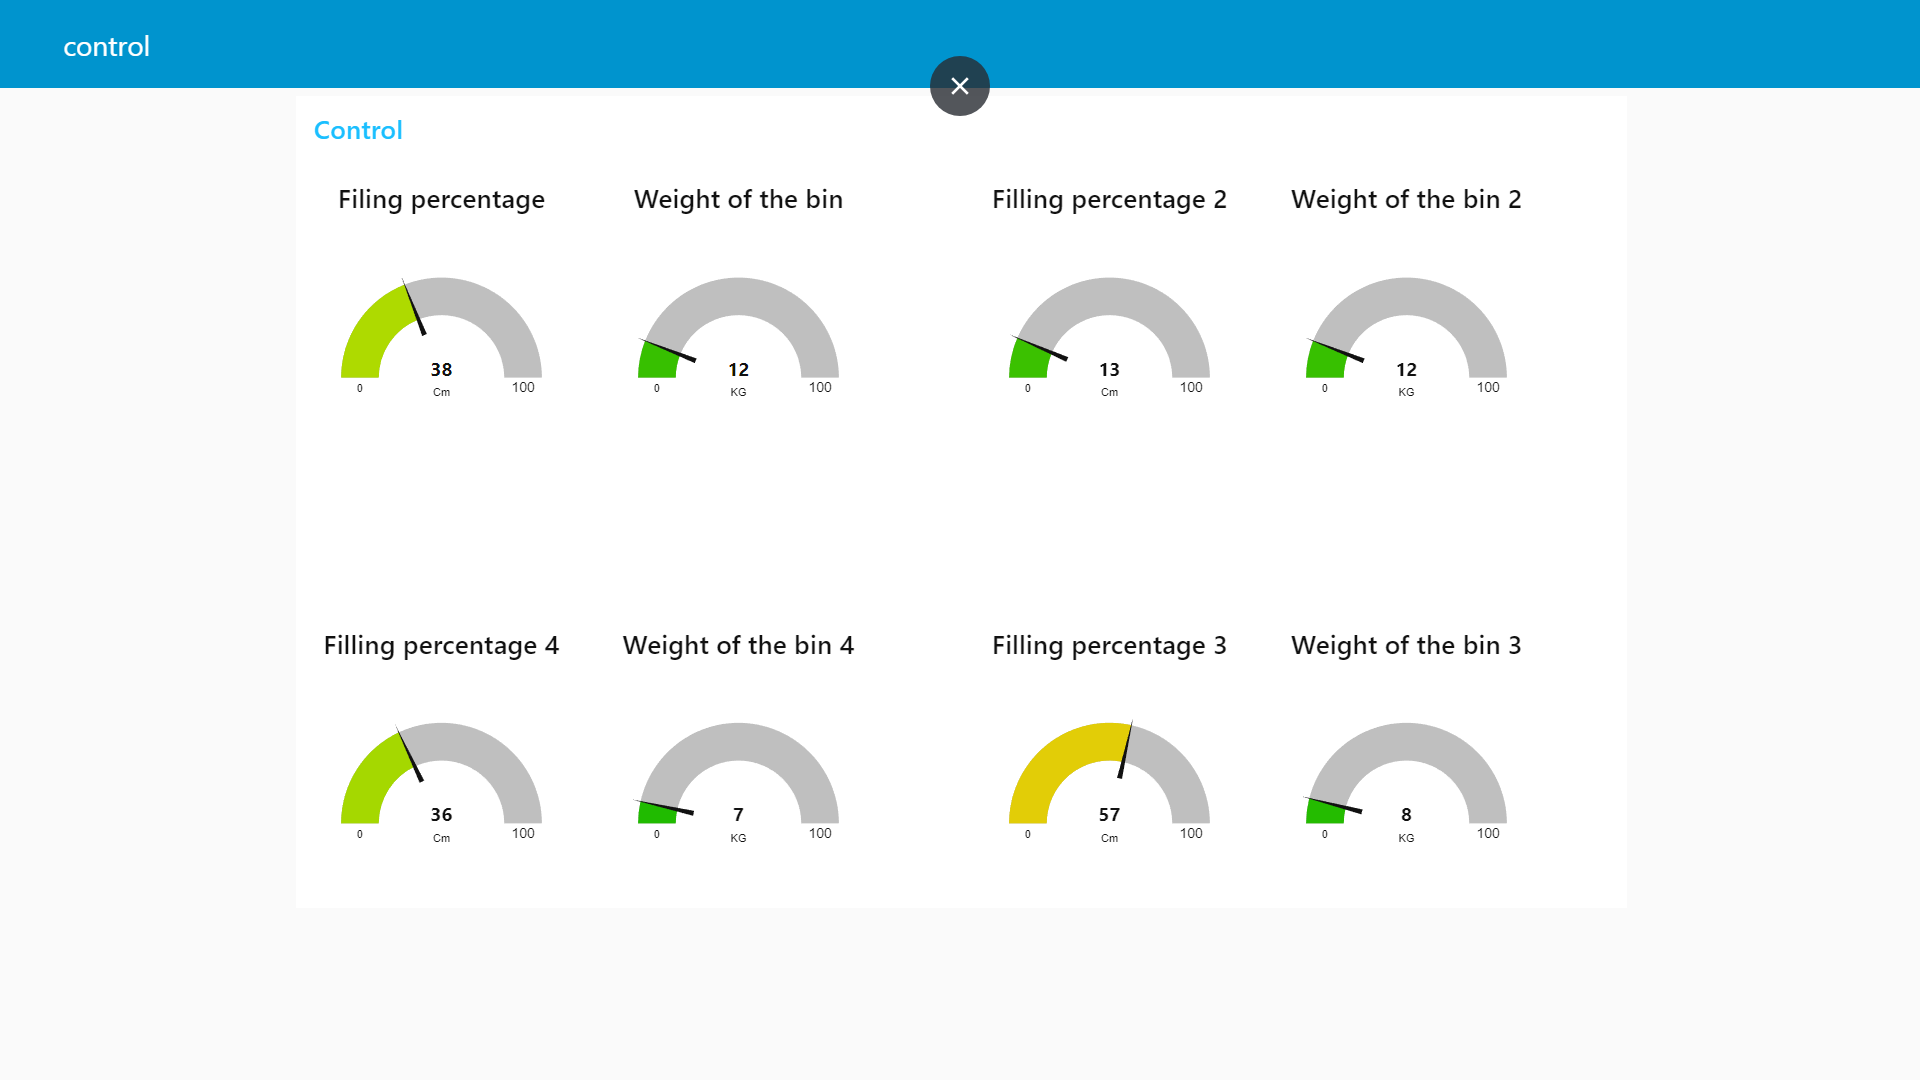 control
Control
Filing percentage
38
Cm
0
100
Weight of the bin
12
KG
0
100
Filling percentage 2
13
Cm
0
100
Weight of the bin 2
12
KG
0
100
Filling percentage 4
36
Cm
0
100
Weight of the bin 4
7
KG
0
100
Filling percentage 3
57
Cm
0
100
Weight of the bin 3
8
KG
0
100